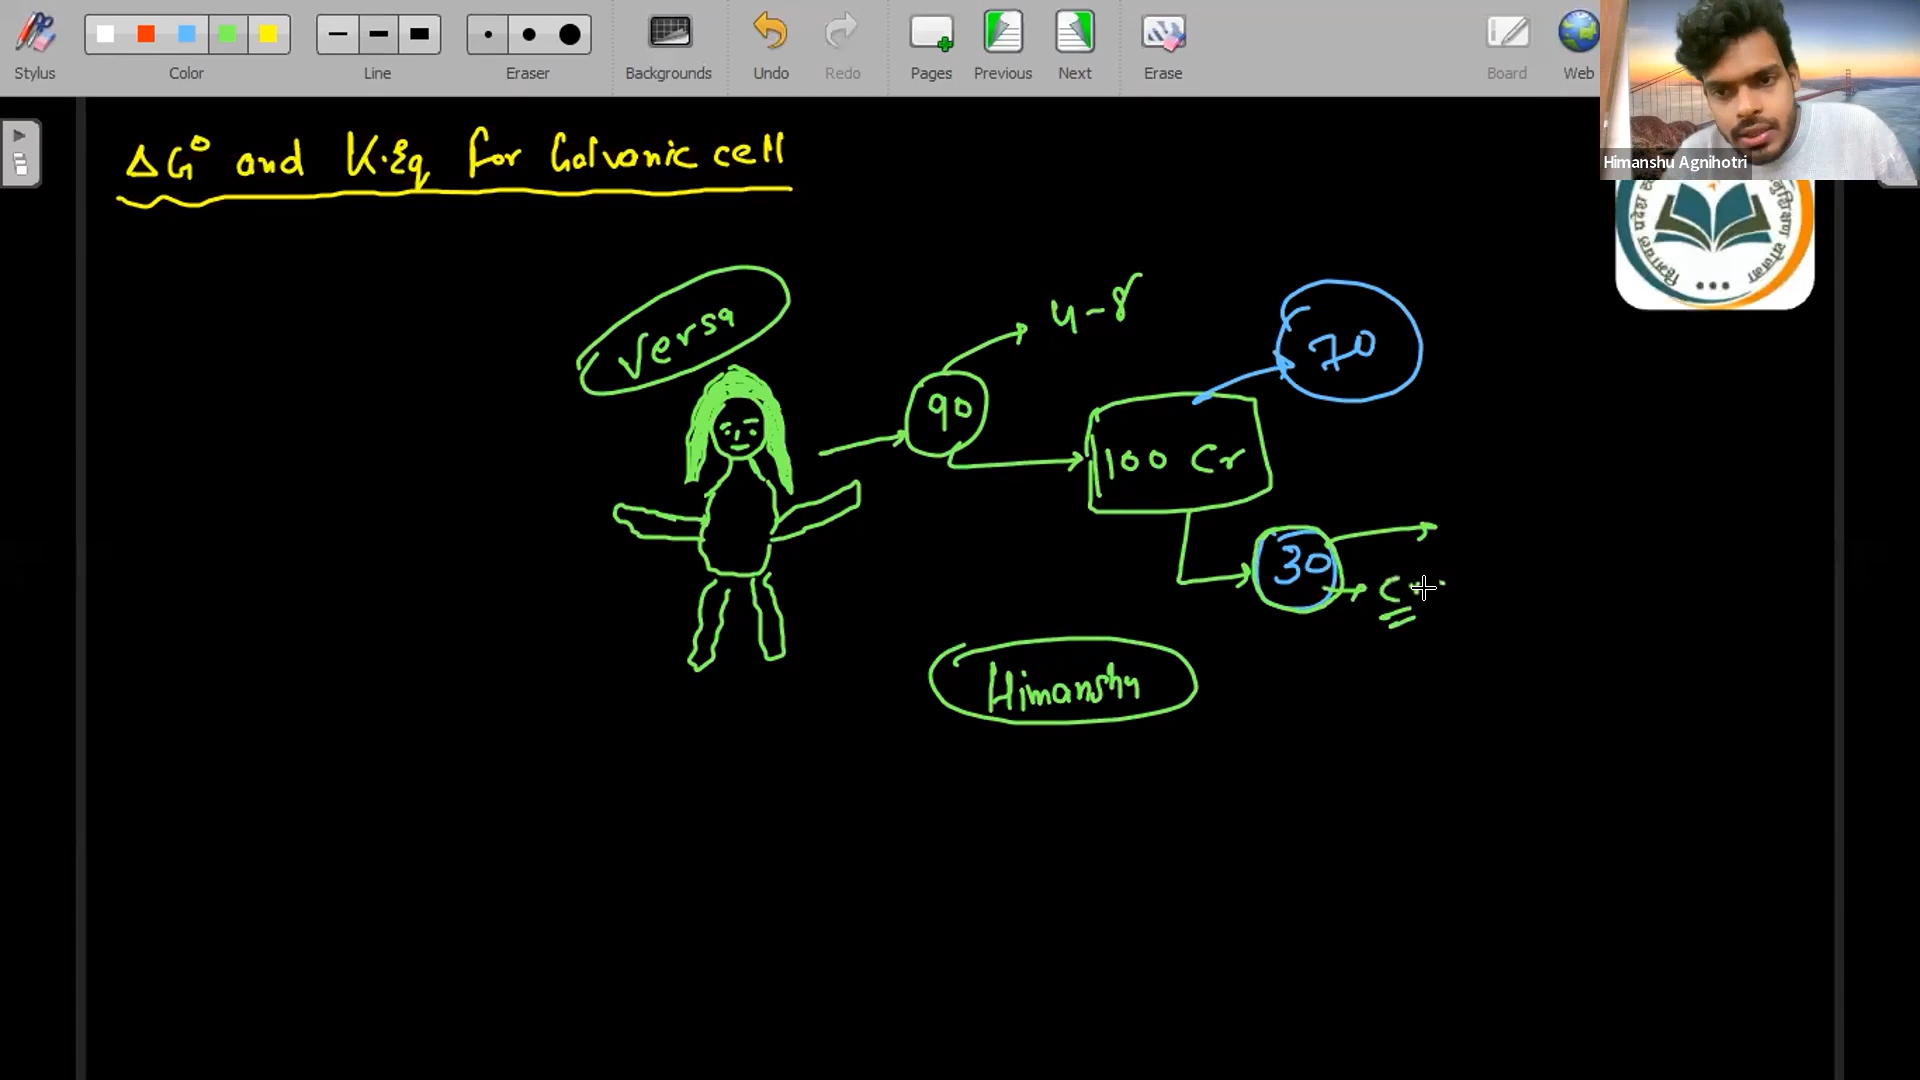 Stylus
Color
Line
Eraser
Backgrounds
Undo
Redo
Pages
Previous
Next
Erase
Board
Web
Himanshu Agnihotri
ΔG° and K.Eq for Galvanic cell
Versa
4-8
70
90
100 Cr
30
Himanshu